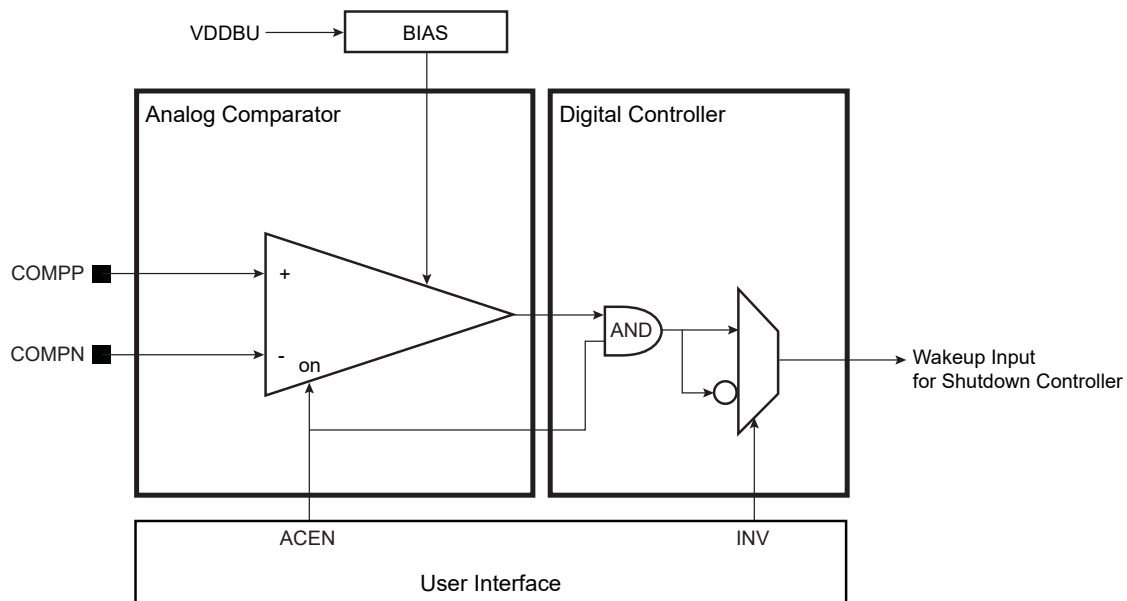 VDDBU
BIAS
Analog Comparator
Digital Controller
COMPP
+
AND
COMPN
-
on
Wakeup Input
for Shutdown Controller
ACEN
INV
User Interface